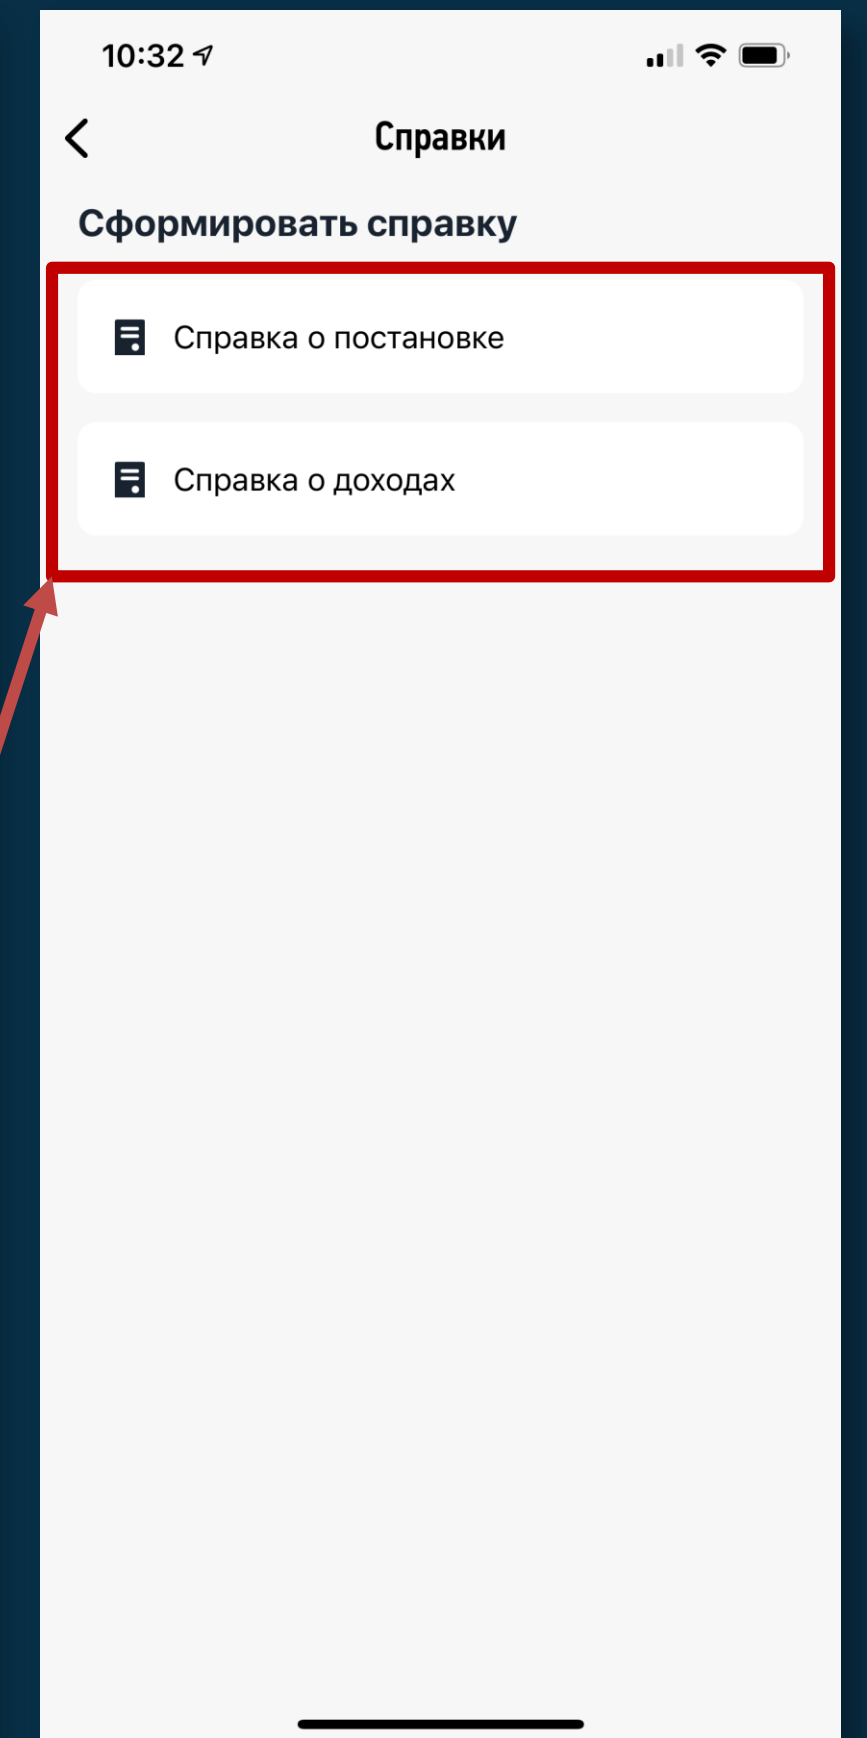 10:32
Справки
Сформировать справку
Справка о постановке
Справка о доходах